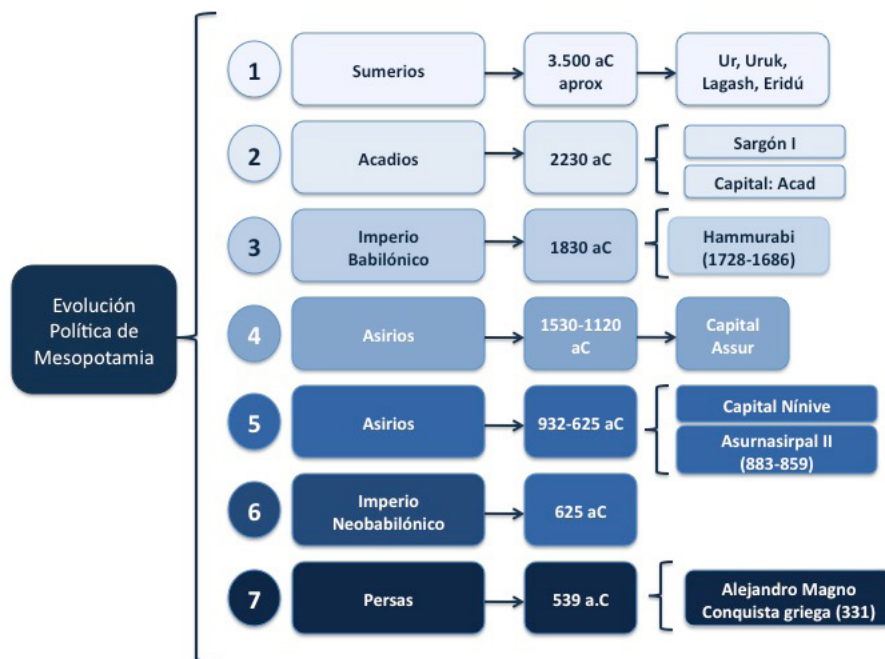 Evolución
Política de
Mesopotamia
1
Sumerios
3.500 aC
aprox
Ur, Uruk,
Lagash, Eridú
2
Acadios
2230 aC
Sargón I
Capital: Acad
3
Imperio
Babilónico
1830 aC
Hammurabi
(1728-1686)
4
Asirios
1530-1120
aC
Capital
Assur
5
Asirios
932-625 aC
Capital Nínive
Asurnasirpal II
(883-859)
6
Imperio
Neobabilónico
625 aC
7
Persas
539 a.C
Alejandro Magno
Conquista griega (331)